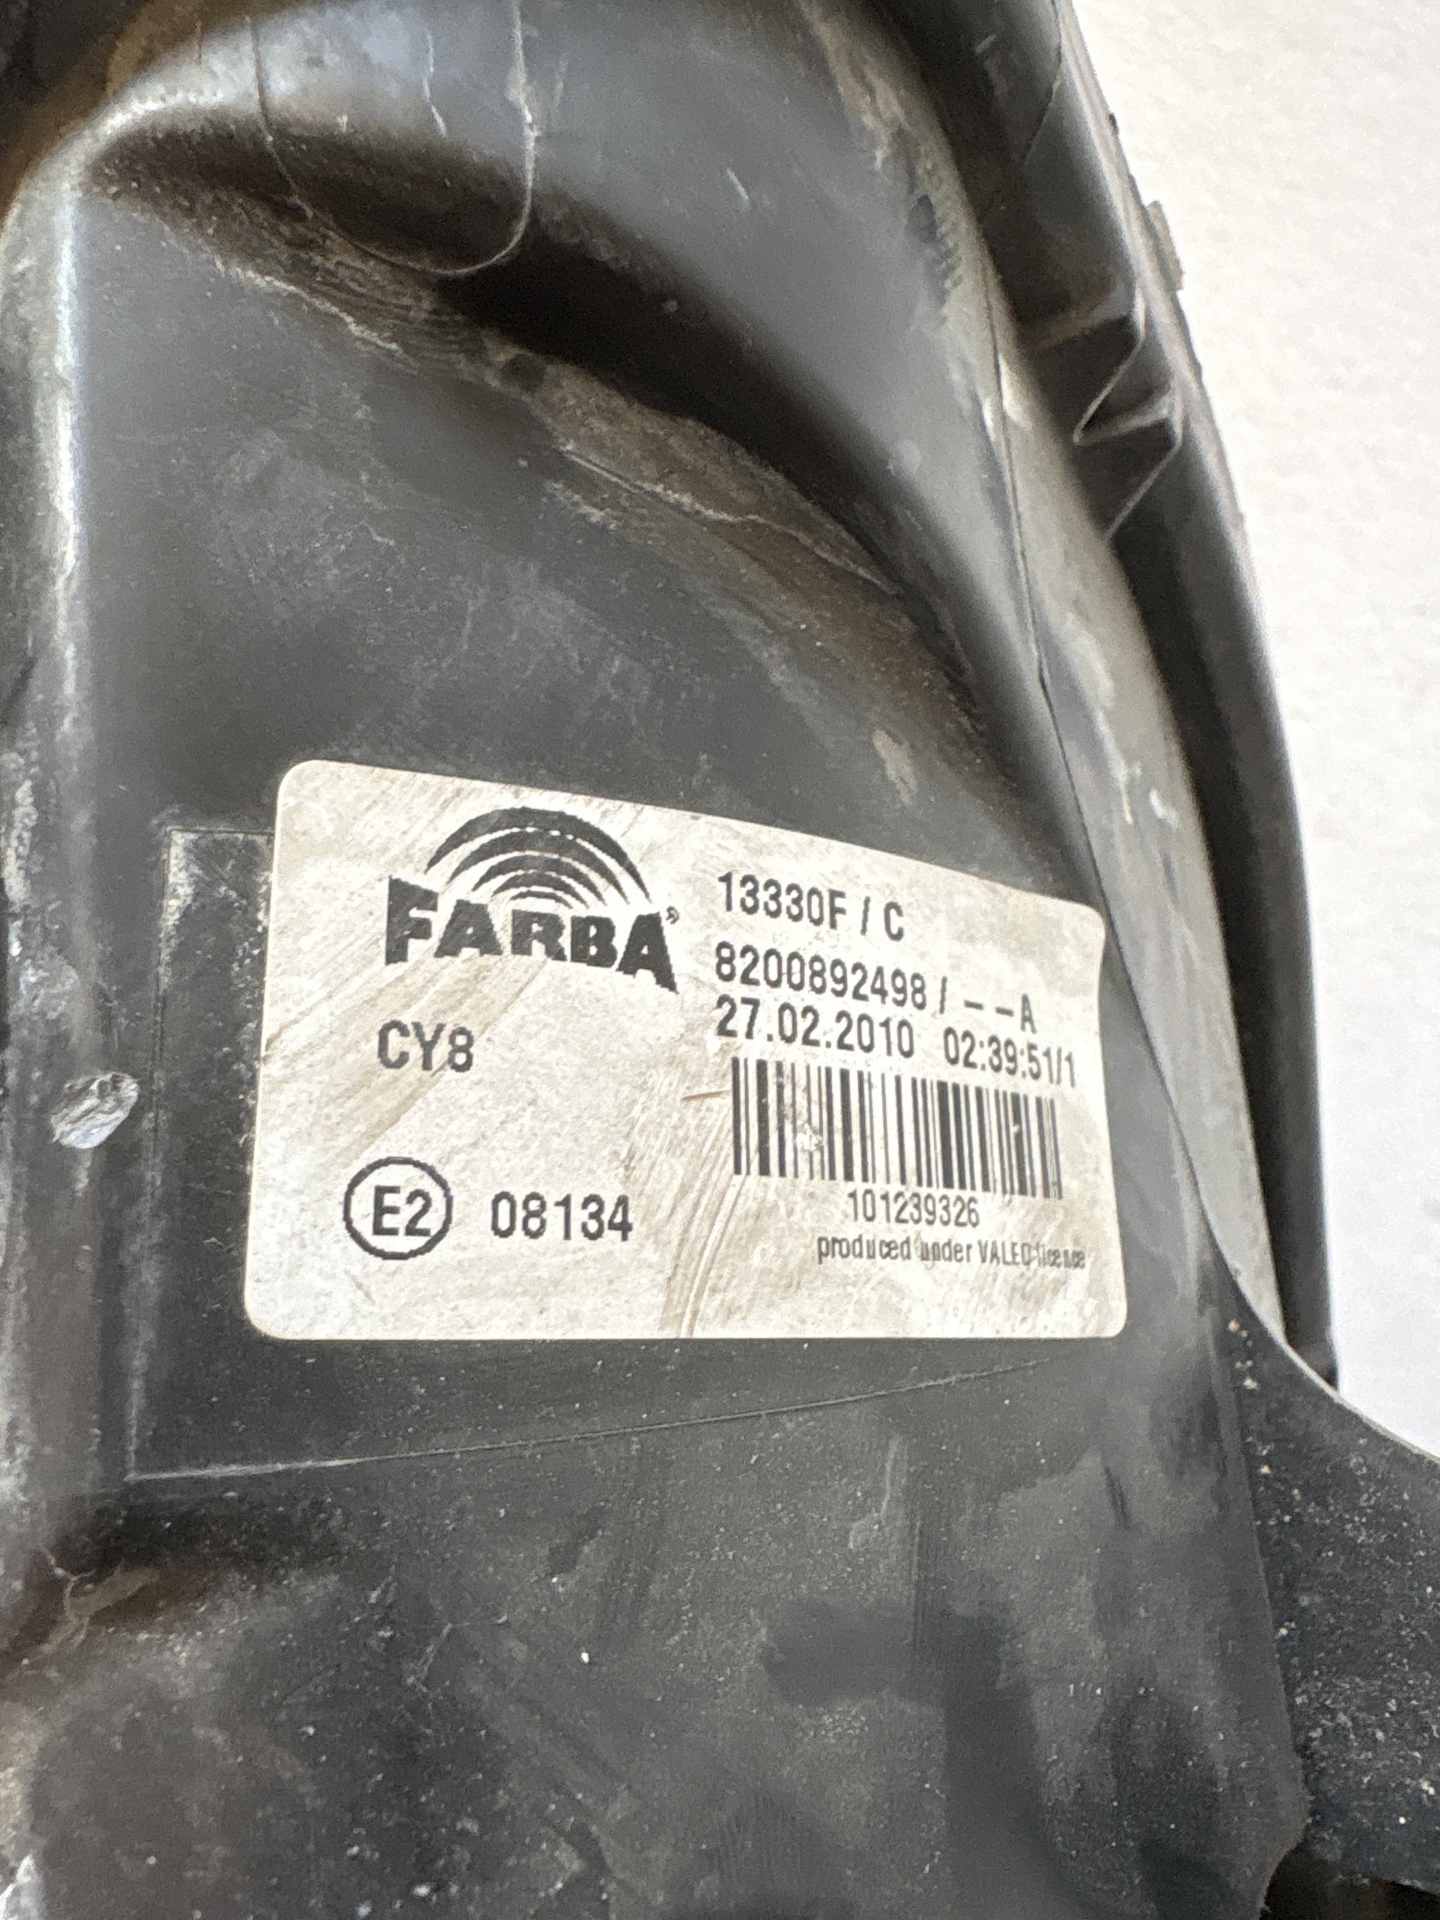 FARBA®
13330F / C
8200892498 / – – A
27.02.2010 02:39:51/1
CY8
101239326
E2 08134
produced under VALEO licence